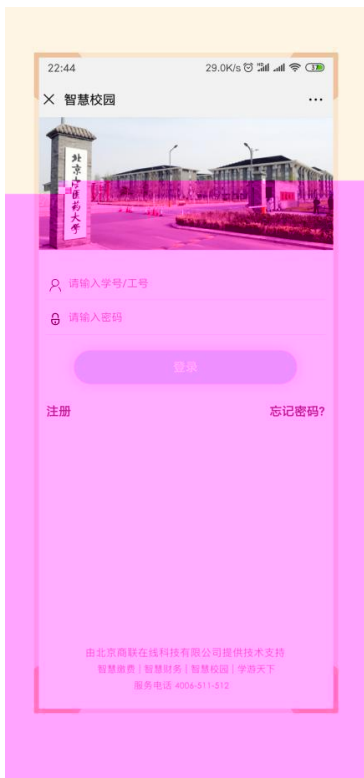 22:44
29.0K/s
智慧校园
北京中医药大学
请输入学号/工号
请输入密码
登录
注册
忘记密码?
由北京商联在线科技有限公司提供技术支持
智慧缴费 | 智慧财务 | 智慧校园 | 学游天下
服务电话 4006-511-512